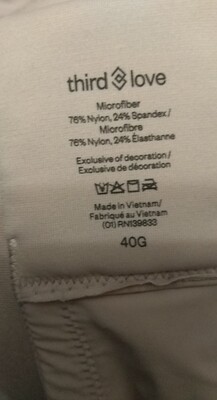 third love
Microfiber
76% Nylon, 24% Spandex /
Microfibre
76% Nylon, 24% Élasthanne
Exclusive of decoration /
Exclusive de décoration
Made in Vietnam/
Fabriqué au Vietnam
(01) RN139833
40G